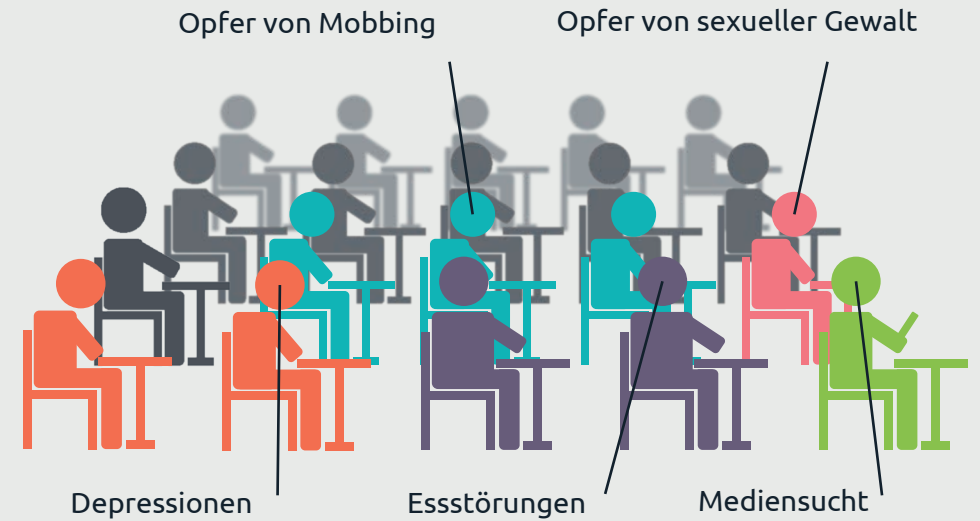 Opfer von Mobbing
Opfer von sexueller Gewalt
Depressionen
Essstörungen
Mediensucht